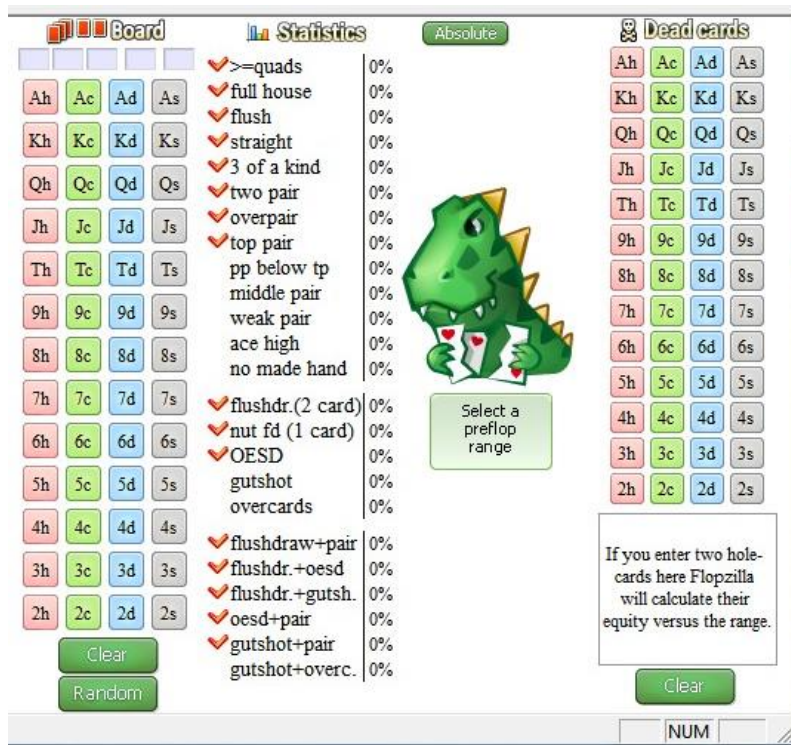 Board
Ah Ac Ad As
Kh Kc Kd Ks
Qh Qc Qd Qs
Jh Jc Jd Js
Th Tc Td Ts
9h 9c 9d 9s
8h 8c 8d 8s
7h 7c 7d 7s
6h 6c 6d 6s
5h 5c 5d 5s
4h 4c 4d 4s
3h 3c 3d 3s
2h 2c 2d 2s
Clear
Random
Statistics
>=quads 0%
full house 0%
flush 0%
straight 0%
3 of a kind 0%
two pair 0%
overpair 0%
top pair 0%
pp below tp 0%
middle pair 0%
weak pair 0%
ace high 0%
no made hand 0%
flushdr.(2 card) 0%
nut fd (1 card) 0%
OESD 0%
gutshot 0%
overcards 0%
flushdraw+pair 0%
flushdr.+oesd 0%
flushdr.+gutsh. 0%
oesd+pair 0%
gutshot+pair 0%
gutshot+overc. 0%
Absolute
Select a
preflop
range
Dead cards
Ah Ac Ad As
Kh Kc Kd Ks
Qh Qc Qd Qs
Jh Jc Jd Js
Th Tc Td Ts
9h 9c 9d 9s
8h 8c 8d 8s
7h 7c 7d 7s
6h 6c 6d 6s
5h 5c 5d 5s
4h 4c 4d 4s
3h 3c 3d 3s
2h 2c 2d 2s
If you enter two hole-
cards here Flopzilla
will calculate their
equity versus the range.
Clear
NUM